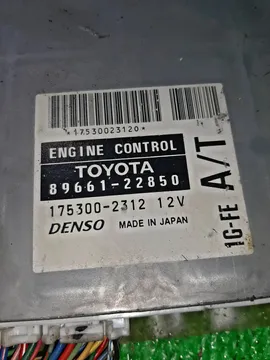 *17530023120*
ENGINE CONTROL
TOYOTA
89661-22850
175300-2312 12V
DENSO MADE IN JAPAN
1G-FE A/T